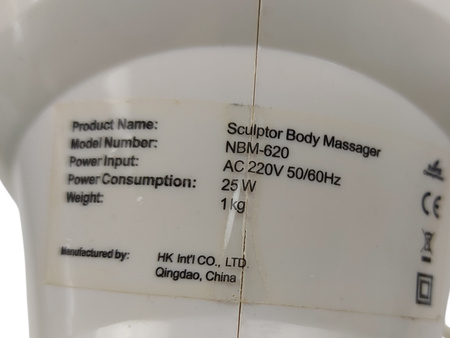 Product Name: Sculptor Body Massager
Model Number: NBM-620
Power Input: AC 220V 50/60Hz
Power Consumption: 25W
Weight: 1kg
Manufactured by: HK Int'l CO., LTD.
Qingdao, China
CE